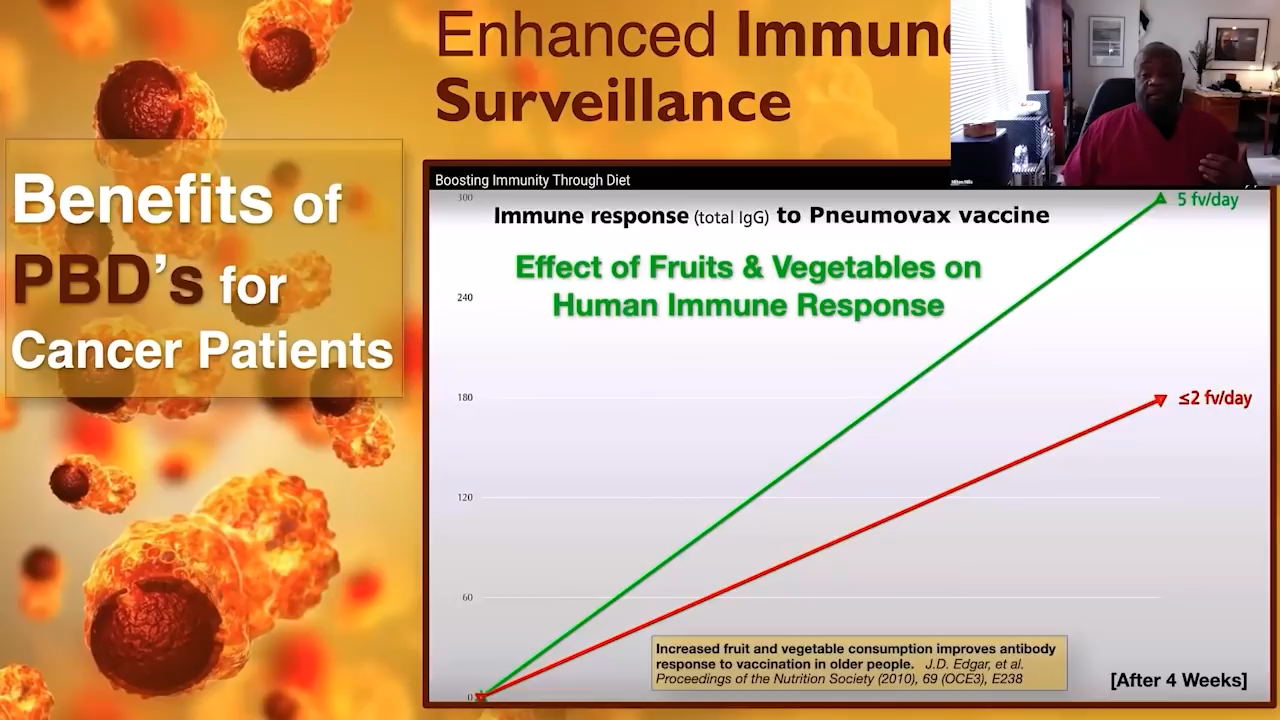 Enhanced Immune
Surveillance
Benefits of
PBD's for
Cancer Patients
Boosting Immunity Through Diet
Immune response (total IgG) to Pneumovax vaccine
Effect of Fruits & Vegetables on
Human Immune Response
300
240
180
120
60
0
5 fv/day
≤2 fv/day
Increased fruit and vegetable consumption improves antibody
response to vaccination in older people. J.D. Edgar, et al.
Proceedings of the Nutrition Society (2010), 69 (OCE3), E238
[After 4 Weeks]